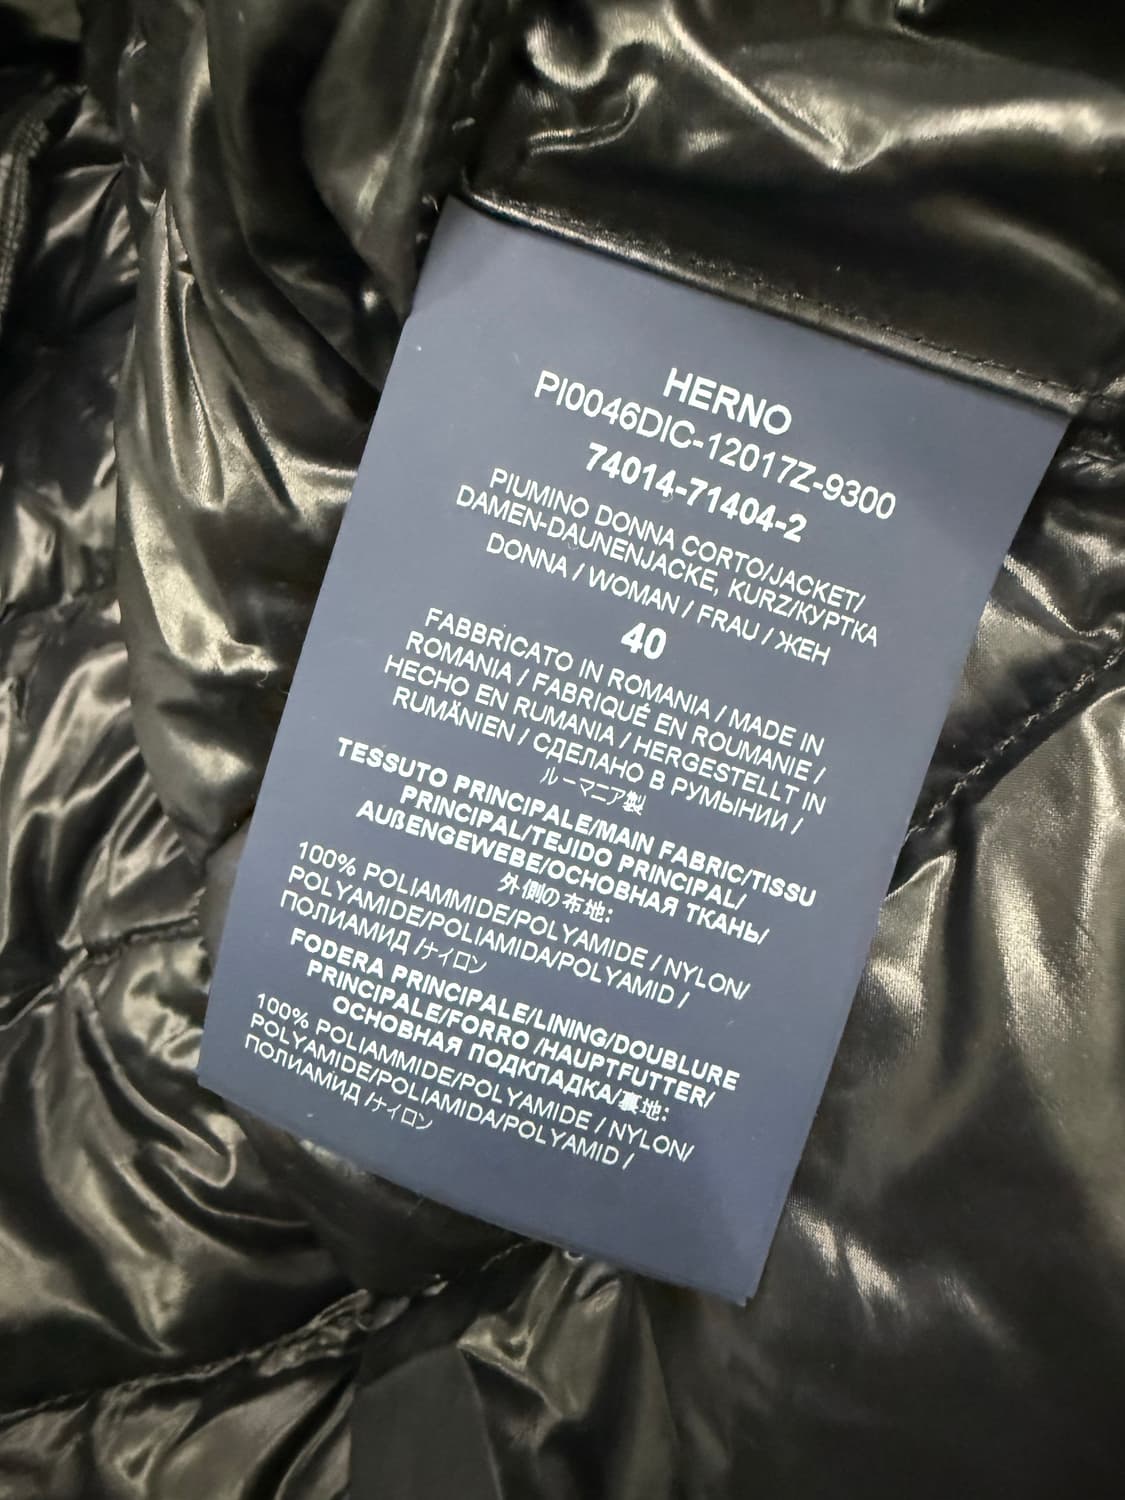 HERNO
PI0046DIC-12017Z-9300
74014-71404-2
PIUMINO DONNA CORTO/JACKET/
DAMEN-DAUNENJACKE, KURZ/КУРТКА
DONNA / WOMAN / FRAU / ЖЕН
40
FABBRICATO IN ROMANIA / MADE IN
ROMANIA / FABRIQUÉ EN ROUMANIE /
HECHO EN RUMANIA / HERGESTELLT IN
RUMÄNIEN / СДЕЛАНО В РУМЫНИИ /
ルーマニア製
TESSUTO PRINCIPALE/MAIN FABRIC/TISSU
PRINCIPAL/TEJIDO PRINCIPAL/
AUßENGEWEBE/ОСНОВНАЯ ТКАНЬ/
外側の布地:
100% POLIAMMIDE/POLYAMIDE / NYLON/
POLYAMIDE/POLIAMIDA/POLYAMID /
ПОЛИАМИД /ナイロン
FODERA PRINCIPALE/LINING/DOUBLURE
PRINCIPALE/FORRO /HAUPTFUTTER/
ОСНОВНАЯ ПОДКЛАДКА/裏地:
100% POLIAMMIDE/POLYAMIDE / NYLON/
POLYAMIDE/POLIAMIDA/POLYAMID /
ПОЛИАМИД /ナイロン